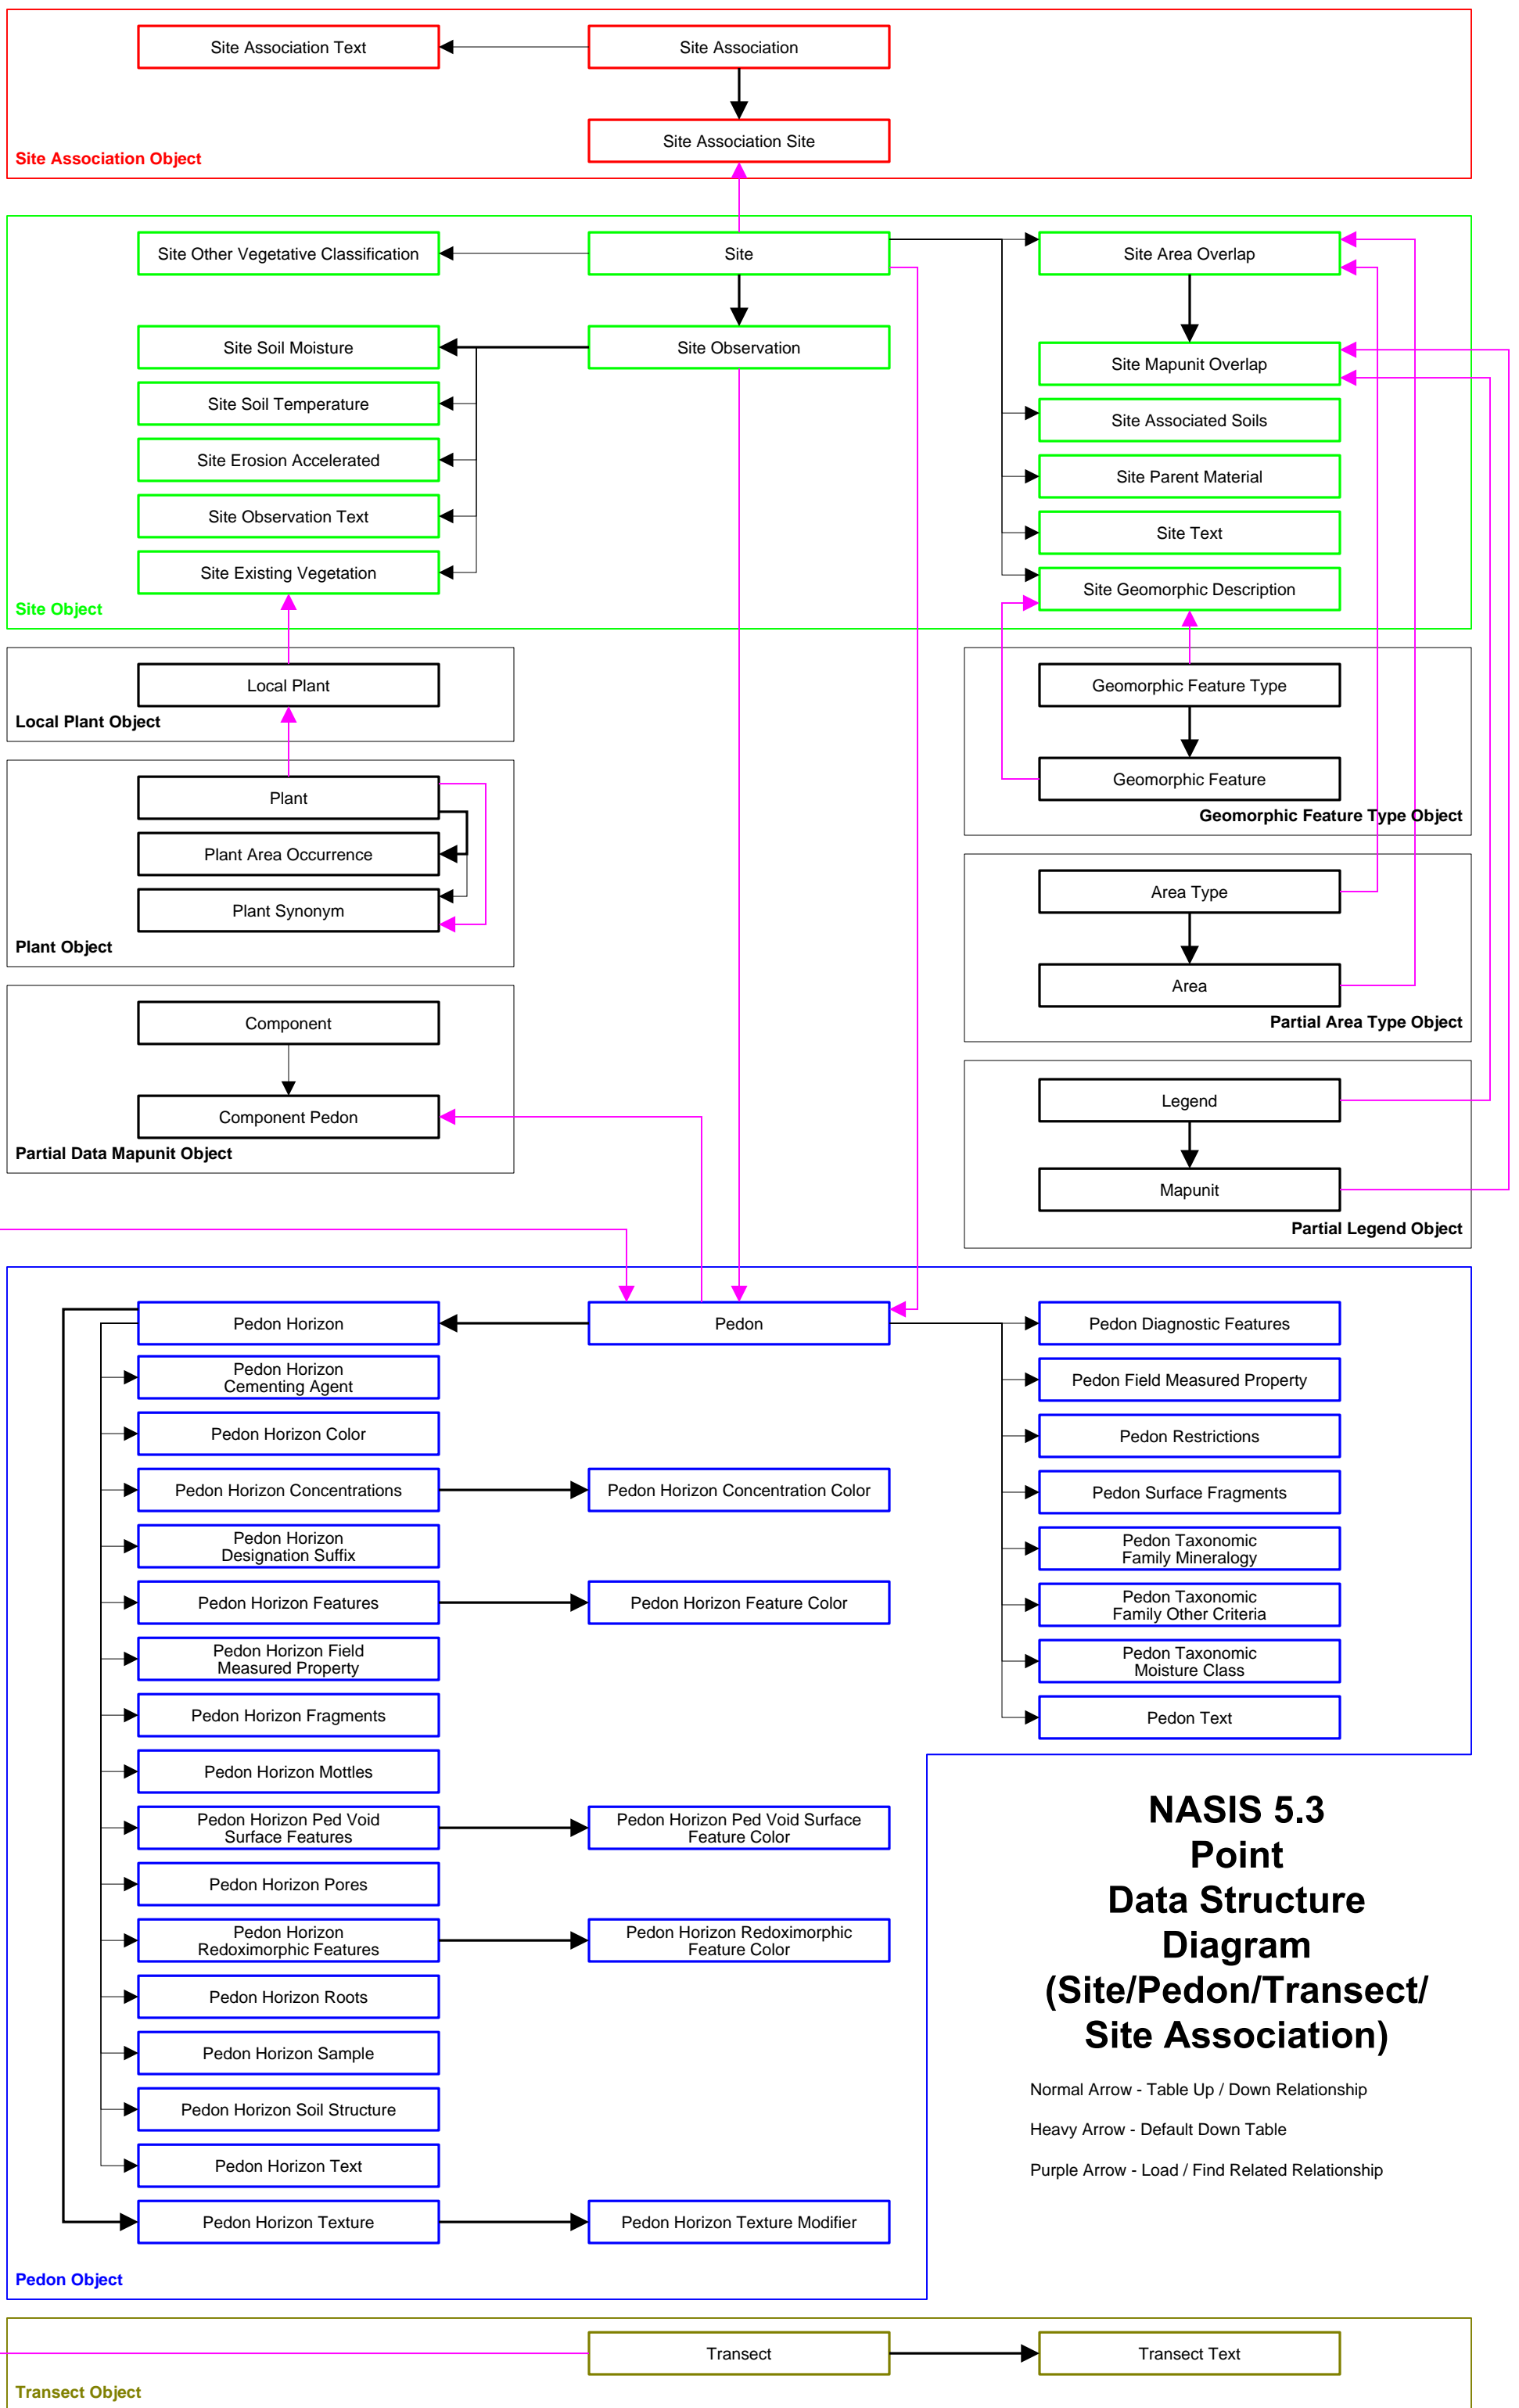 Site Association Text
Site Association
Site Association Site
Site Association Object
Site Other Vegetative Classification
Site
Site Area Overlap
Site Soil Moisture
Site Observation
Site Mapunit Overlap
Site Soil Temperature
Site Associated Soils
Site Erosion Accelerated
Site Parent Material
Site Observation Text
Site Text
Site Existing Vegetation
Site Geomorphic Description
Site Object
Local Plant
Local Plant Object
Geomorphic Feature Type
Geomorphic Feature
Geomorphic Feature Type Object
Plant
Plant Area Occurrence
Plant Synonym
Plant Object
Area Type
Area
Partial Area Type Object
Component
Component Pedon
Partial Data Mapunit Object
Legend
Mapunit
Partial Legend Object
Pedon Horizon
Pedon
Pedon Diagnostic Features
Pedon Horizon
Cementing Agent
Pedon Field Measured Property
Pedon Horizon Color
Pedon Restrictions
Pedon Horizon Concentrations
Pedon Horizon Concentration Color
Pedon Surface Fragments
Pedon Horizon
Designation Suffix
Pedon Taxonomic
Family Mineralogy
Pedon Horizon Features
Pedon Horizon Feature Color
Pedon Taxonomic
Family Other Criteria
Pedon Horizon Field
Measured Property
Pedon Taxonomic
Moisture Class
Pedon Horizon Fragments
Pedon Text
Pedon Horizon Mottles
Pedon Horizon Ped Void
Surface Features
Pedon Horizon Ped Void Surface
Feature Color
Pedon Horizon Pores
Pedon Horizon
Redoximorphic Features
Pedon Horizon Redoximorphic
Feature Color
Pedon Horizon Roots
Pedon Horizon Sample
Pedon Horizon Soil Structure
Pedon Horizon Text
Pedon Horizon Texture
Pedon Horizon Texture Modifier
Pedon Object
NASIS 5.3
Point
Data Structure
Diagram
(Site/Pedon/Transect/
Site Association)
Normal Arrow - Table Up / Down Relationship
Heavy Arrow - Default Down Table
Purple Arrow - Load / Find Related Relationship
Transect
Transect Text
Transect Object